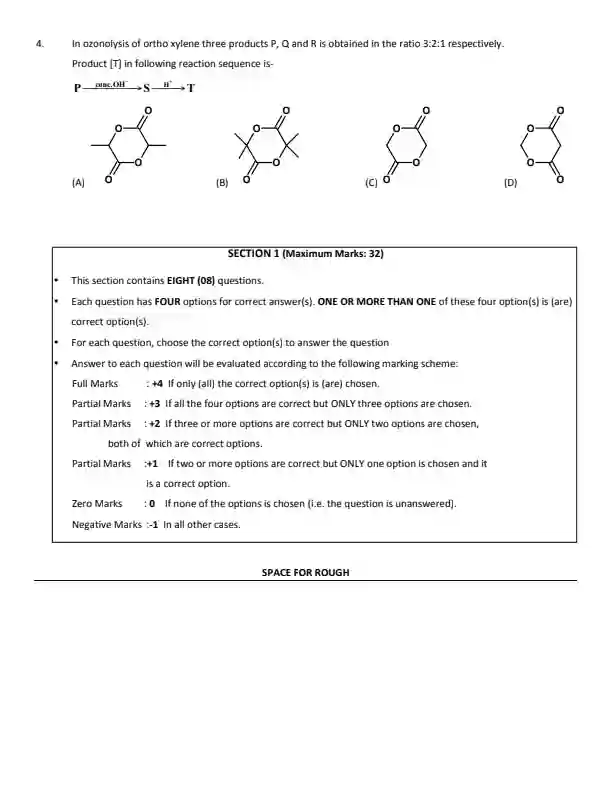 4. In ozonolysis of ortho xylene three products P, Q and R is obtained in the ratio 3:2:1 respectively.
Product [T] in following reaction sequence is-
P conc.OH⁻ → S H⁺ → T
O O O O
O O O O
O O O O
(A) O (B) O (C) O (D) O
SECTION 1 (Maximum Marks: 32)
• This section contains EIGHT (08) questions.
• Each question has FOUR options for correct answer(s). ONE OR MORE THAN ONE of these four option(s) is (are)
correct option(s).
• For each question, choose the correct option(s) to answer the question
• Answer to each question will be evaluated according to the following marking scheme:
Full Marks : +4 If only (all) the correct option(s) is (are) chosen.
Partial Marks : +3 If all the four options are correct but ONLY three options are chosen.
Partial Marks : +2 If three or more options are correct but ONLY two options are chosen,
both of which are correct options.
Partial Marks :+1 If two or more options are correct but ONLY one option is chosen and it
is a correct option.
Zero Marks : 0 If none of the options is chosen (i.e. the question is unanswered).
Negative Marks :-1 In all other cases.
SPACE FOR ROUGH